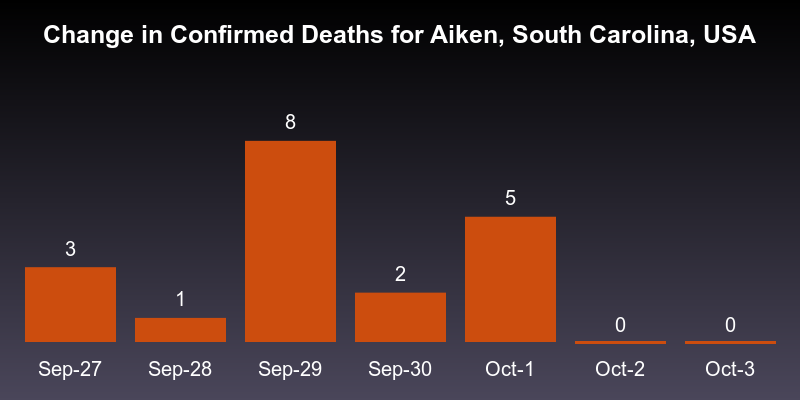 Change in Confirmed Deaths for Aiken, South Carolina, USA
8
5
3
2
1
0
0
Sep-27
Sep-28
Sep-29
Sep-30
Oct-1
Oct-2
Oct-3